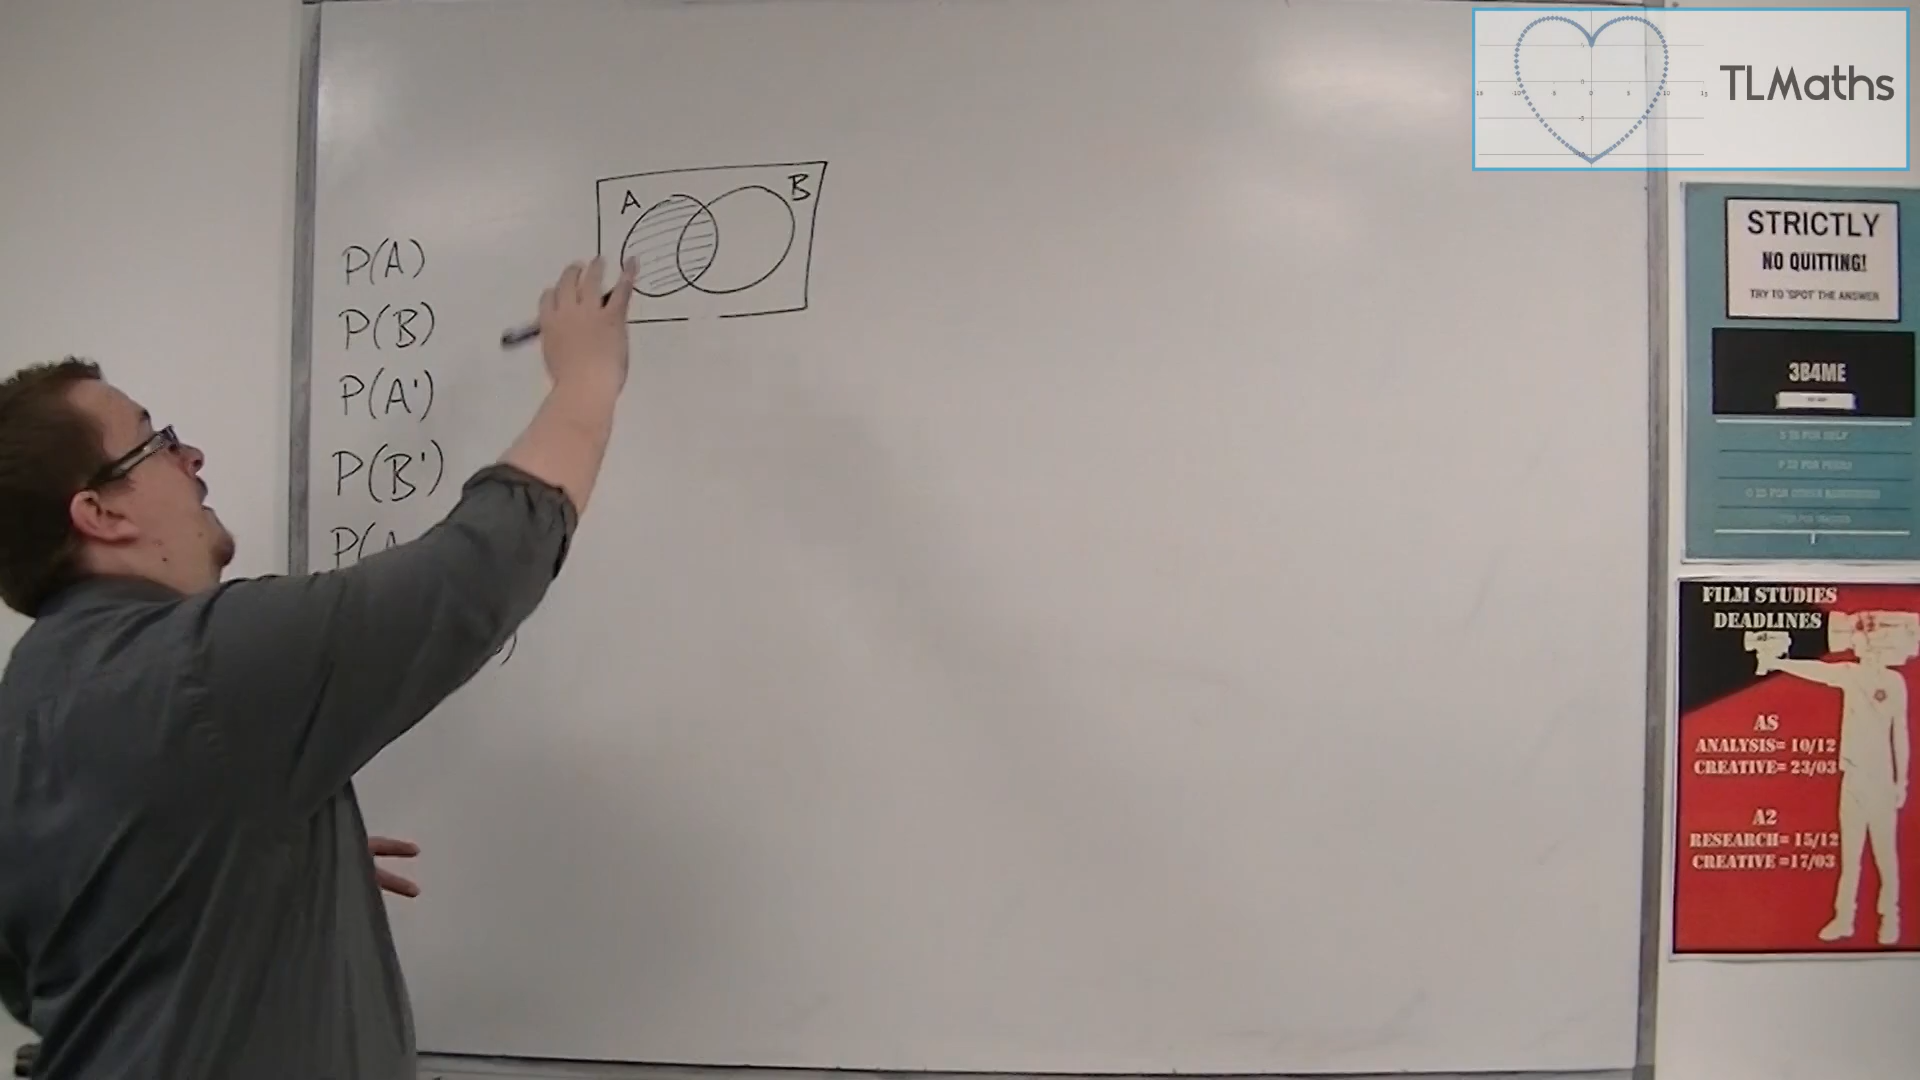 TLMaths
A
B
P(A)
P(B)
P(A')
P(B')
P(A
STRICTLY
NO QUITTING!
TRY TO 'SPOT' THE ANSWER
3B4ME
FILM STUDIES
DEADLINES
AS
ANALYSIS= 10/12
CREATIVE= 23/03
A2
RESEARCH= 15/12
CREATIVE =17/03